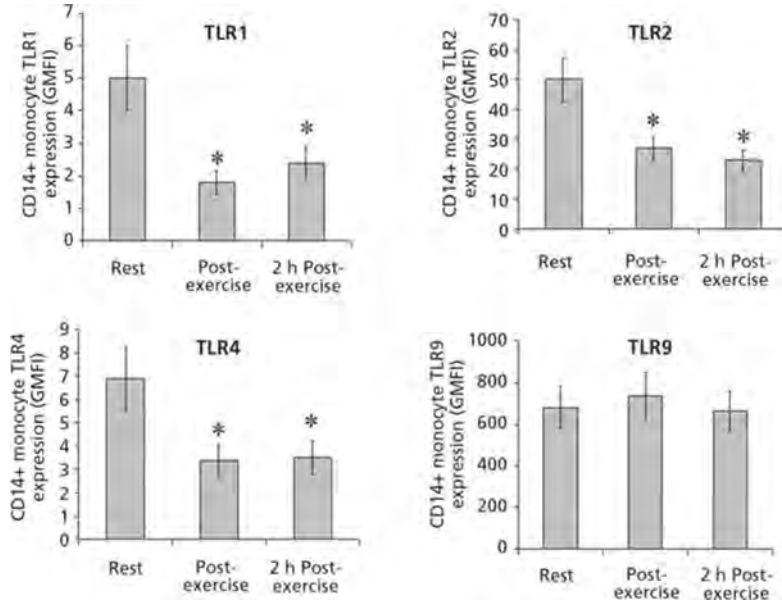 TLR1
CD14+ monocyte TLR1
expression (GMFI)
7
6
5
4
3
2
1
0
*
*
Rest
Post-
exercise
2 h Post-
exercise
TLR2
CD14+ monocyte TLR2
expression (GMFI)
70
60
50
40
30
20
10
0
*
*
Rest
Post-
exercise
2 h Post-
exercise
TLR4
CD14+ monocyte TLR4
expression (GMFI)
9
8
7
6
5
4
3
2
1
0
*
*
Rest
Post-
exercise
2 h Post-
exercise
TLR9
CD14+ monocyte TLR9
expression (GMFI)
1000
800
600
400
200
0
Rest
Post-
exercise
2 h Post-
exercise